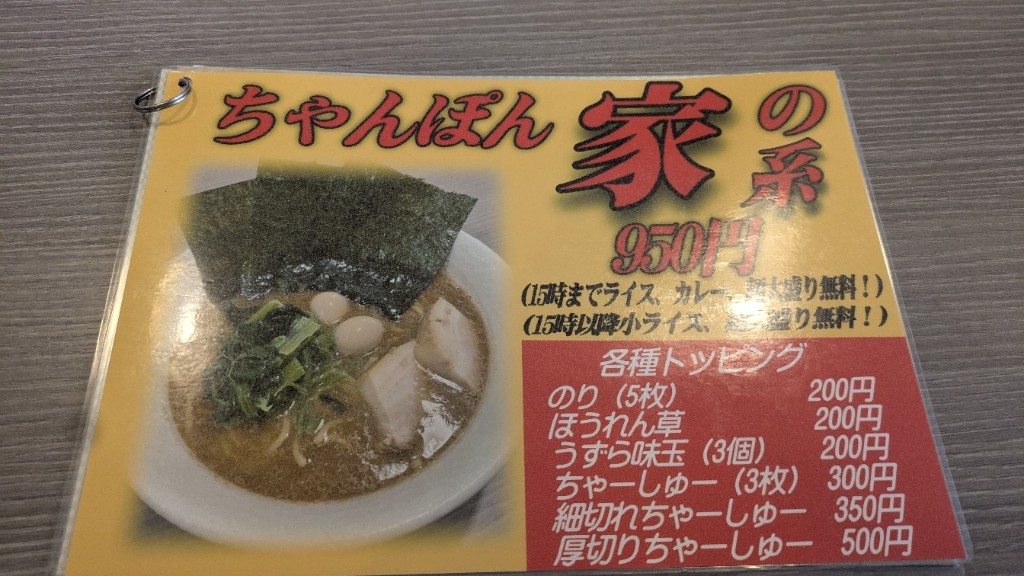 ちゃんぽん家の系
950円
(15時までライス、カレー、大盛り無料！)
(15時以降小ライス、盛り無料！)
各種トッピング
のり（5枚） 200円
ほうれん草 200円
うずら味玉（3個） 200円
ちゃーしゅー（3枚） 300円
細切れちゃーしゅー 350円
厚切りちゃーしゅー 500円